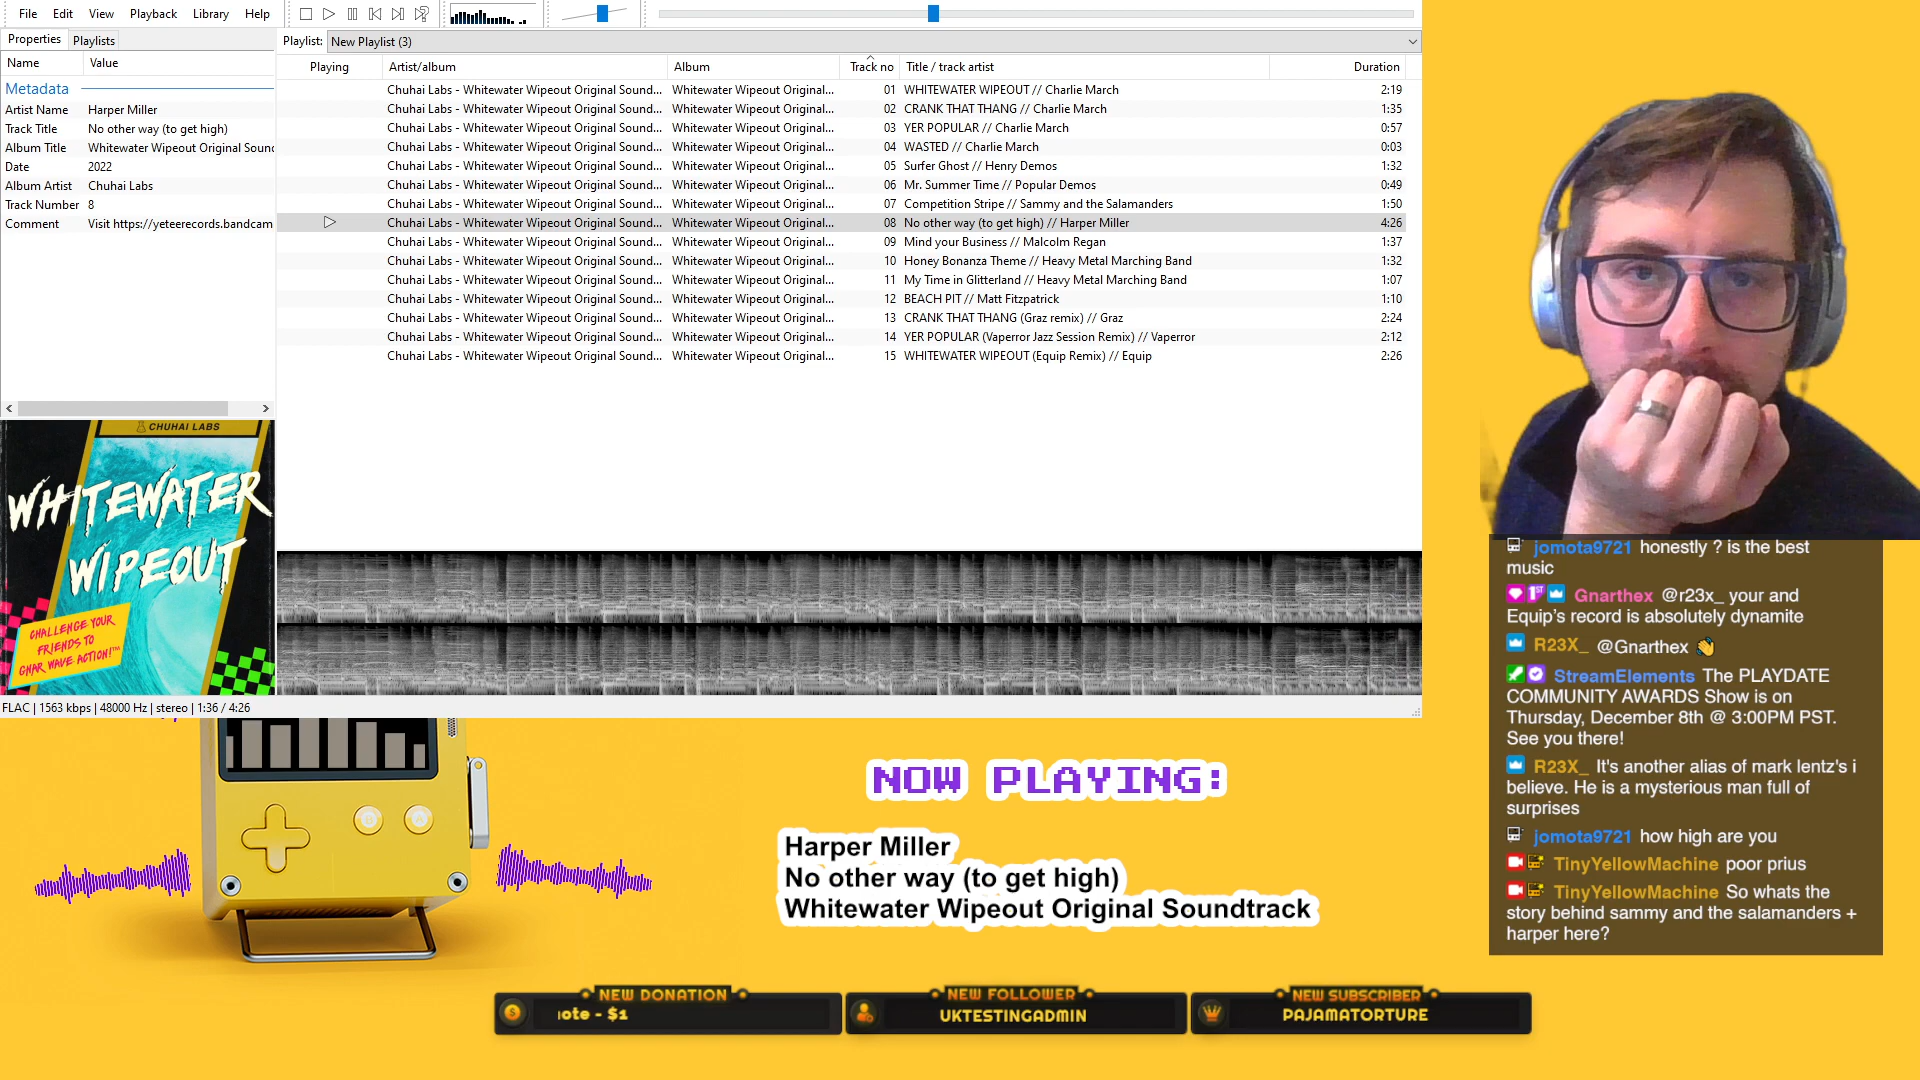 File Edit View Playback Library Help
Properties Playlists
Playlist: New Playlist (3)
Name Value
Playing Artist/album Album Track no Title / track artist Duration
Metadata
Artist Name Harper Miller
Track Title No other way (to get high)
Album Title Whitewater Wipeout Original Soun
Date 2022
Album Artist Chuhai Labs
Track Number 8
Comment Visit https://yeteerecords.bandcam
Chuhai Labs - Whitewater Wipeout Original Sound... Whitewater Wipeout Original... 01 WHITEWATER WIPEOUT // Charlie March 2:19
Chuhai Labs - Whitewater Wipeout Original Sound... Whitewater Wipeout Original... 02 CRANK THAT THANG // Charlie March 1:35
Chuhai Labs - Whitewater Wipeout Original Sound... Whitewater Wipeout Original... 03 YER POPULAR // Charlie March 0:57
Chuhai Labs - Whitewater Wipeout Original Sound... Whitewater Wipeout Original... 04 WASTED // Charlie March 0:03
Chuhai Labs - Whitewater Wipeout Original Sound... Whitewater Wipeout Original... 05 Surfer Ghost // Henry Demos 1:32
Chuhai Labs - Whitewater Wipeout Original Sound... Whitewater Wipeout Original... 06 Mr. Summer Time // Popular Demos 0:49
Chuhai Labs - Whitewater Wipeout Original Sound... Whitewater Wipeout Original... 07 Competition Stripe // Sammy and the Salamanders 1:50
Chuhai Labs - Whitewater Wipeout Original Sound... Whitewater Wipeout Original... 08 No other way (to get high) // Harper Miller 4:26
Chuhai Labs - Whitewater Wipeout Original Sound... Whitewater Wipeout Original... 09 Mind your Business // Malcolm Regan 1:37
Chuhai Labs - Whitewater Wipeout Original Sound... Whitewater Wipeout Original... 10 Honey Bonanza Theme // Heavy Metal Marching Band 1:32
Chuhai Labs - Whitewater Wipeout Original Sound... Whitewater Wipeout Original... 11 My Time in Glitterland // Heavy Metal Marching Band 1:07
Chuhai Labs - Whitewater Wipeout Original Sound... Whitewater Wipeout Original... 12 BEACH PIT // Matt Fitzpatrick 1:10
Chuhai Labs - Whitewater Wipeout Original Sound... Whitewater Wipeout Original... 13 CRANK THAT THANG (Graz remix) // Graz 2:24
Chuhai Labs - Whitewater Wipeout Original Sound... Whitewater Wipeout Original... 14 YER POPULAR (Vaperror Jazz Session Remix) // Vaperror 2:12
Chuhai Labs - Whitewater Wipeout Original Sound... Whitewater Wipeout Original... 15 WHITEWATER WIPEOUT (Equip Remix) // Equip 2:26
CHUHAI LABS
WHITEWATER
WIPEOUT
CHALLENGE YOUR
FRIENDS TO
GNAR WAVE ACTION!™
FLAC | 1563 kbps | 48000 Hz | stereo | 1:36 / 4:26
jomota9721 honestly ? is the best
music
1ST Gnarthex @r23x_ your and
Equip's record is absolutely dynamite
R23X_ @Gnarthex 👏
StreamElements The PLAYDATE
COMMUNITY AWARDS Show is on
Thursday, December 8th @ 3:00PM PST.
See you there!
R23X_ It's another alias of mark lentz's i
believe. He is a mysterious man full of
surprises
jomota9721 how high are you
TinyYellowMachine poor prius
TinyYellowMachine So whats the
story behind sammy and the salamanders +
harper here?
B A
NOW PLAYING:
Harper Miller
No other way (to get high)
Whitewater Wipeout Original Soundtrack
NEW DONATION
ote - $1
NEW FOLLOWER
UKTESTINGADMIN
NEW SUBSCRIBER
PAJAMATORTURE